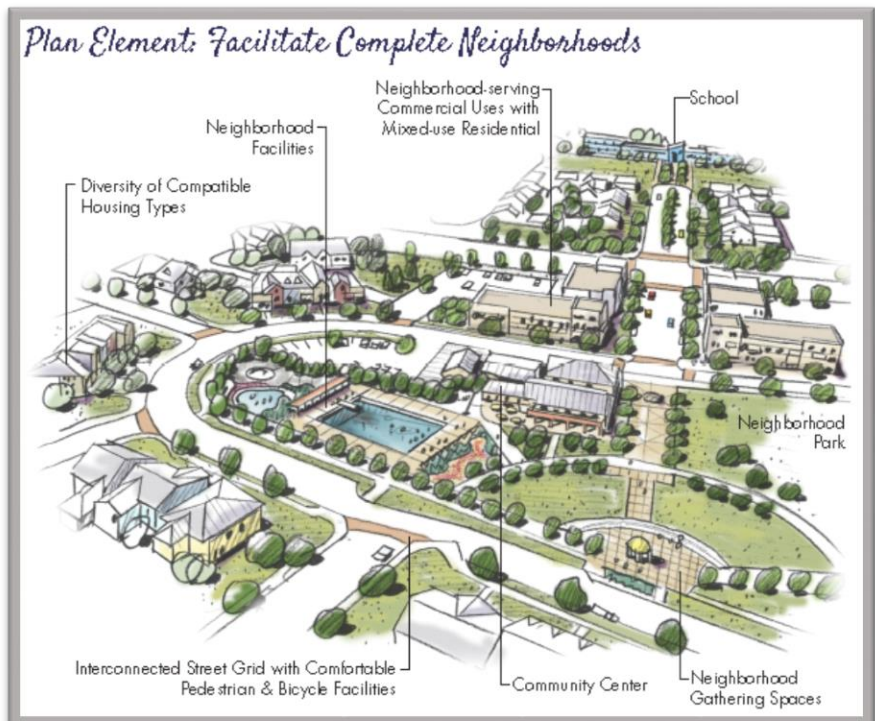 Plan Element: Facilitate Complete Neighborhoods
Neighborhood-serving
Commercial Uses with
Mixed-use Residential
School
Neighborhood
Facilities
Diversity of Compatible
Housing Types
Neighborhood
Park
Interconnected Street Grid with Comfortable
Pedestrian & Bicycle Facilities
Community Center
Neighborhood
Gathering Spaces